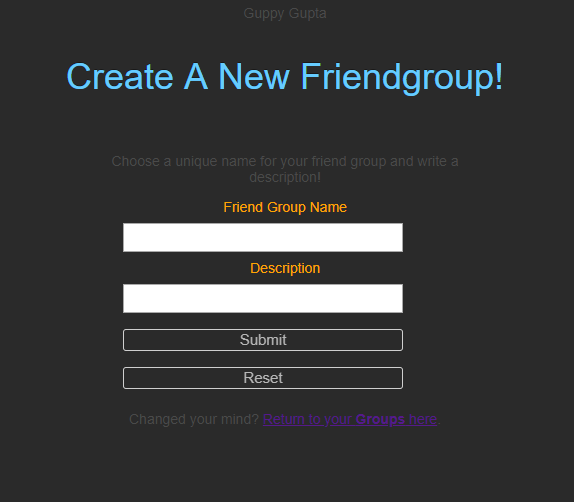 Guppy Gupta
Create A New Friendgroup!
Choose a unique name for your friend group and write a
description!
Friend Group Name
Description
Submit
Reset
Changed your mind? Return to your Groups here.